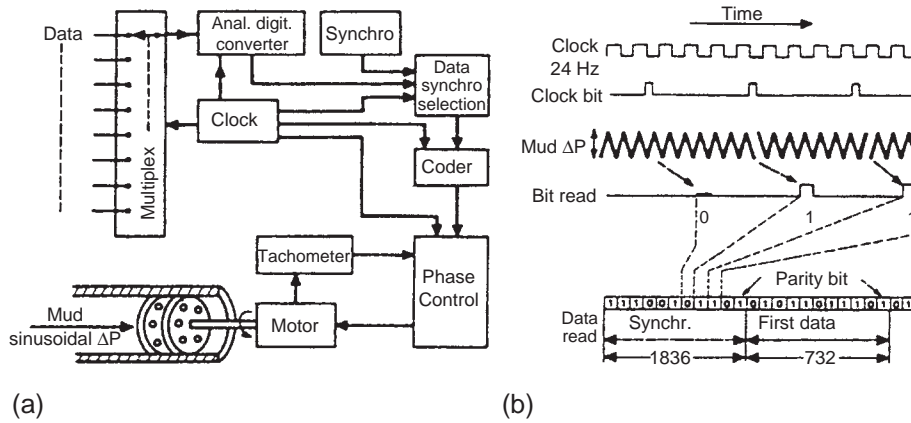 Data
Multiplex
Anal. digit.
converter
Synchro
Data
synchro
selection
Clock
Coder
Tachometer
Phase
Control
Mud
sinusoidal ΔP
Motor
(a)
Time
Clock
24 Hz
Clock bit
Mud ΔP
Bit read
0
1
Parity bit
Data
read
Synchr.
First data
1836
732
(b)